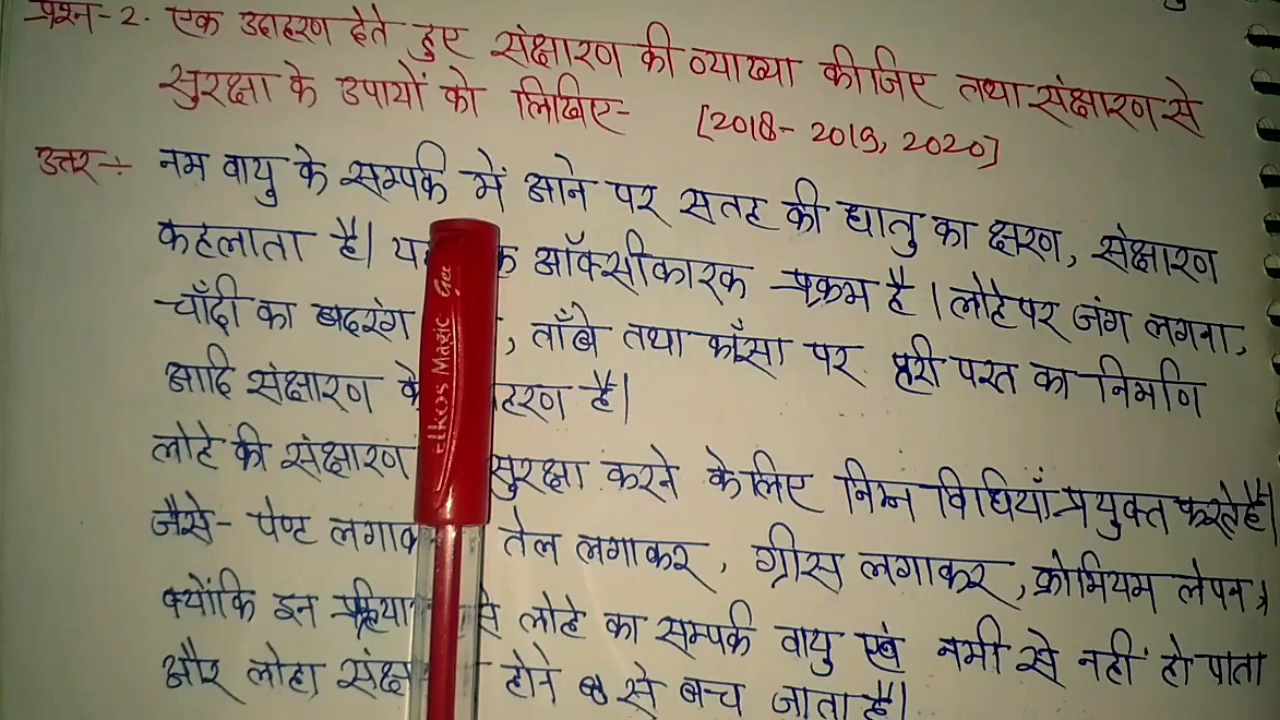 प्रश्न-2. एक उदाहरण देते हुए संक्षारण की व्याख्या कीजिए तथा संक्षारण से
सुरक्षा के उपायों को लिखिए- [2018-2019, 2020]
उत्तर÷ नम वायु के सम्पर्क में आने पर सतह की धातु का क्षरण, संक्षारण
कहलाता है। ऑक्सीकारक प्रक्रम है। लोहे पर जंग लगना,
चाँदी का बदरंग , ताँबे तथा काँसा पर हरी परत का निर्माण
आदि संक्षारण है।
लोहे की संक्षारण सुरक्षा करने के लिए निम्न विधियाँ प्रयुक्त करते हैं।
जैसे- पेण्ट तेल लगाकर, ग्रीस लगाकर, क्रोमियम लेपन,
क्योंकि इन से लोहे का सम्पर्क वायु एवं नमी से नहीं हो पाता
और लोहा होने से बच जाता है।
elkos Magic Gel